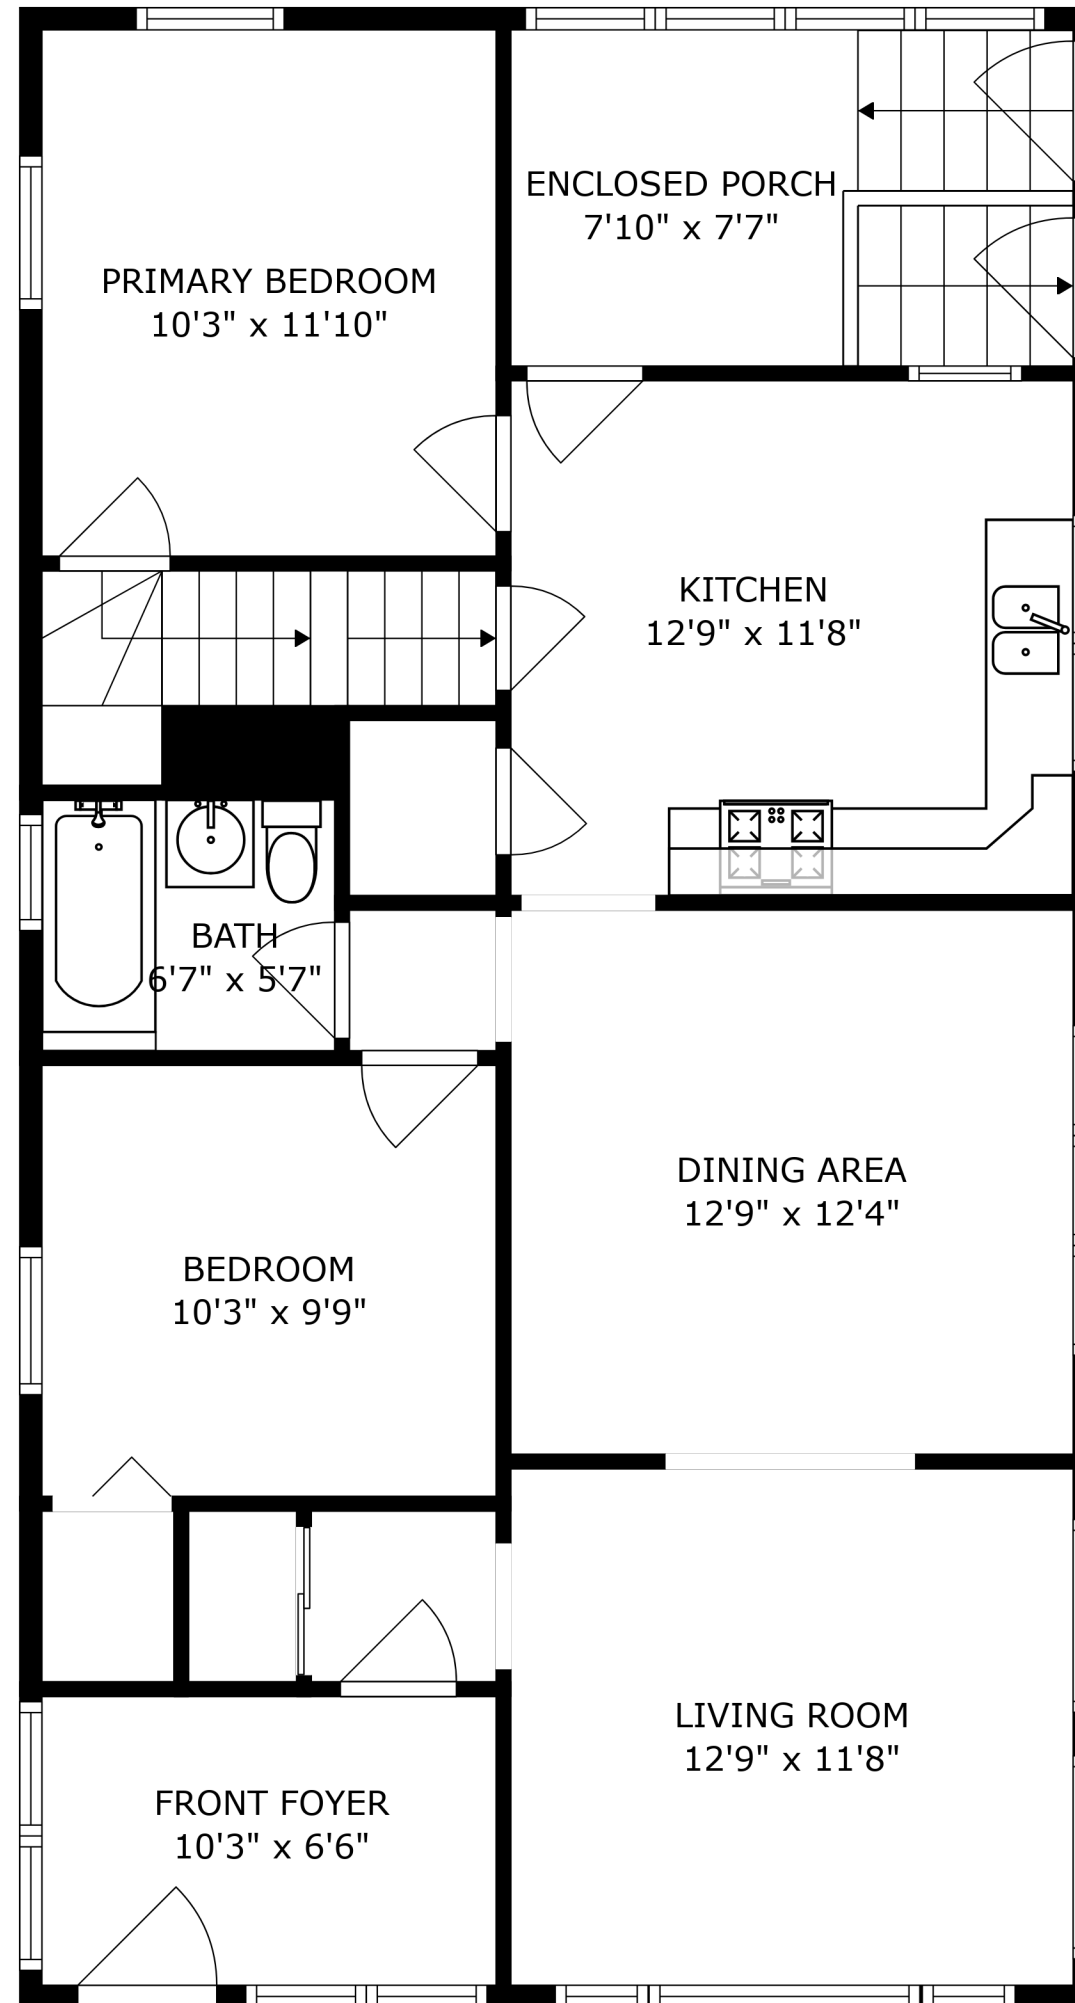 ENCLOSED PORCH
7'10" x 7'7"
PRIMARY BEDROOM
10'3" x 11'10"
KITCHEN
12'9" x 11'8"
BATH
6'7" x 5'7"
DINING AREA
12'9" x 12'4"
BEDROOM
10'3" x 9'9"
LIVING ROOM
12'9" x 11'8"
FRONT FOYER
10'3" x 6'6"